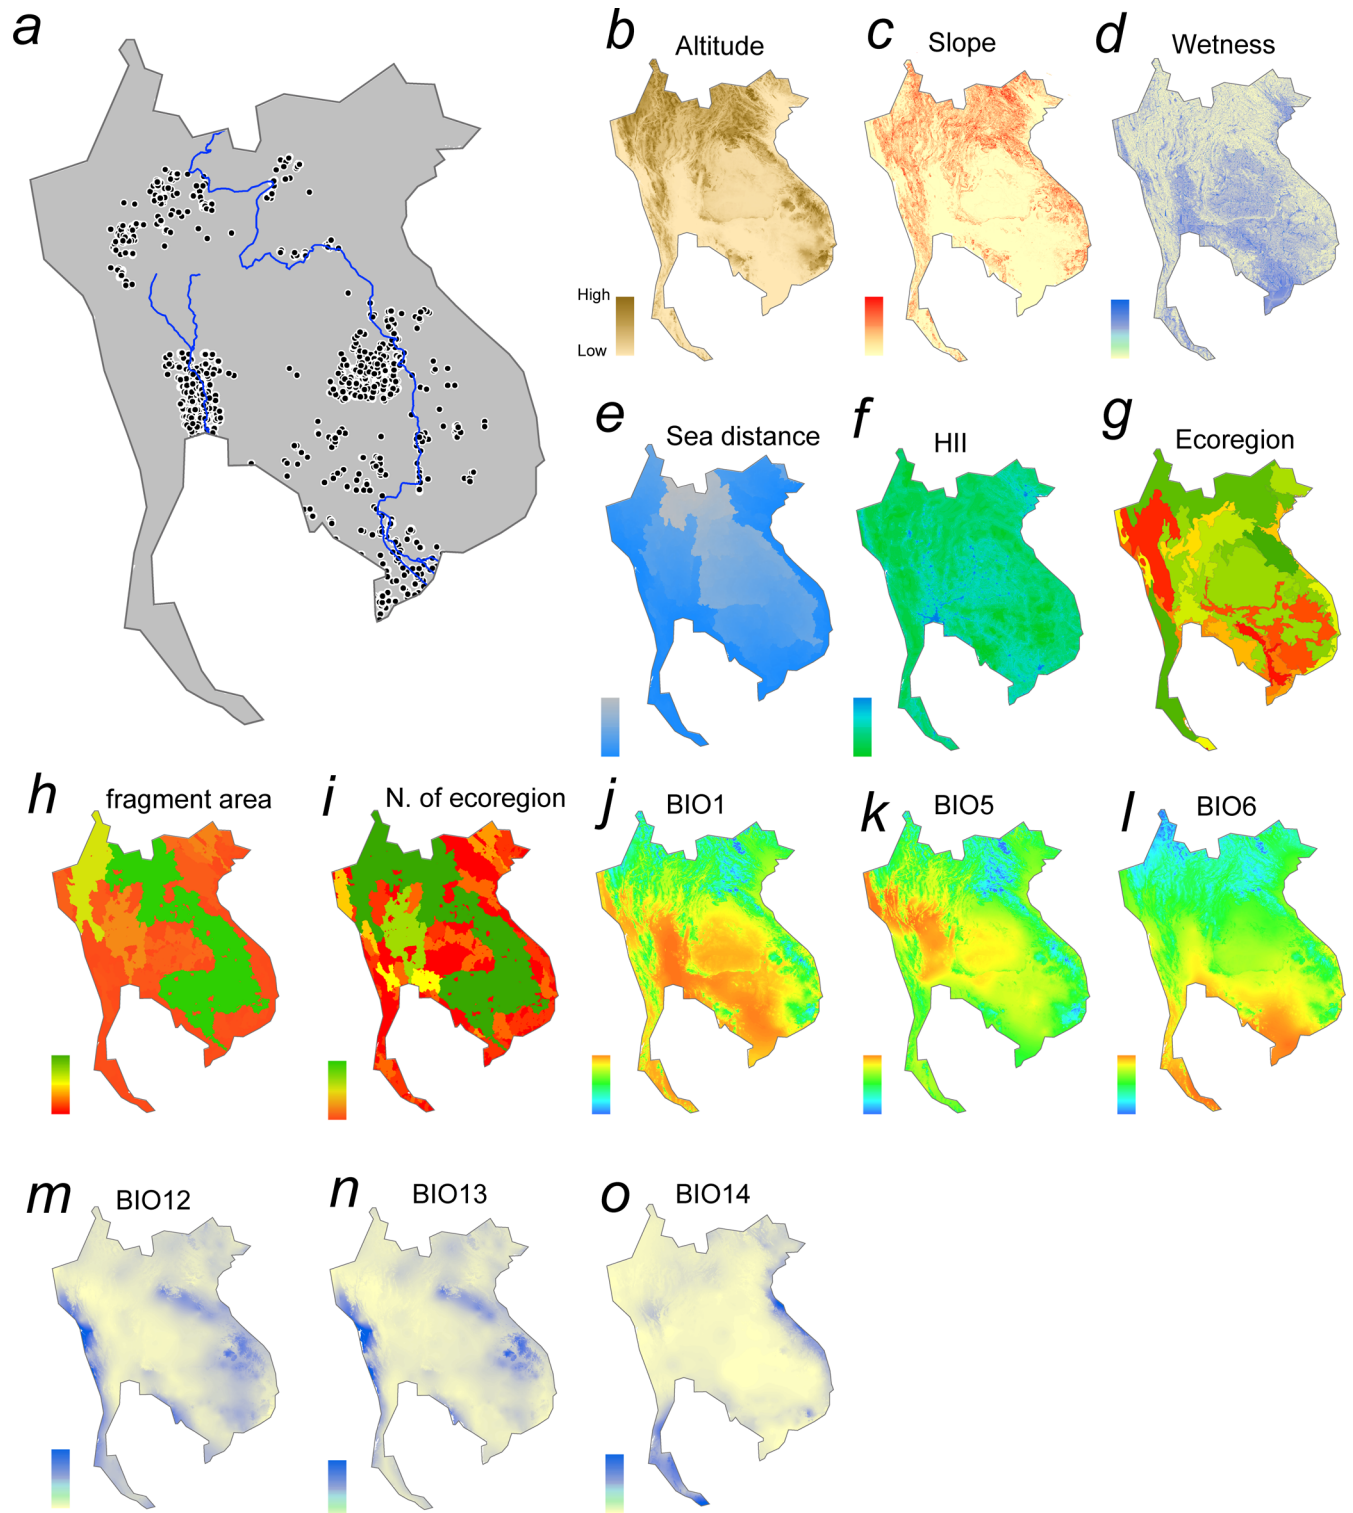 a
b Altitude
c Slope
d Wetness
High
Low
e Sea distance
f HII
g Ecoregion
h fragment area
i N. of ecoregion
j BIO1
k BIO5
l BIO6
m BIO12
n BIO13
o BIO14